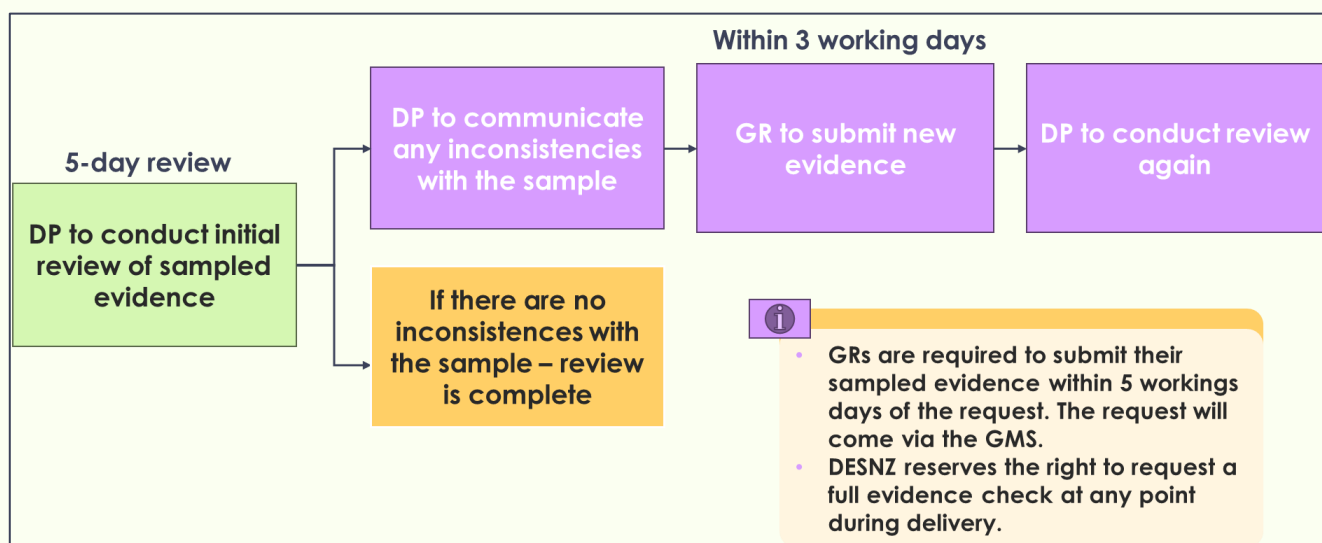 5-day review
DP to conduct initial
review of sampled
evidence
DP to communicate
any inconsistencies
with the sample
Within 3 working days
GR to submit new
evidence
DP to conduct review
again
If there are no
inconsistences with
the sample – review
is complete
i
• GRs are required to submit their
sampled evidence within 5 workings
days of the request. The request will
come via the GMS.
• DESNZ reserves the right to request a
full evidence check at any point
during delivery.